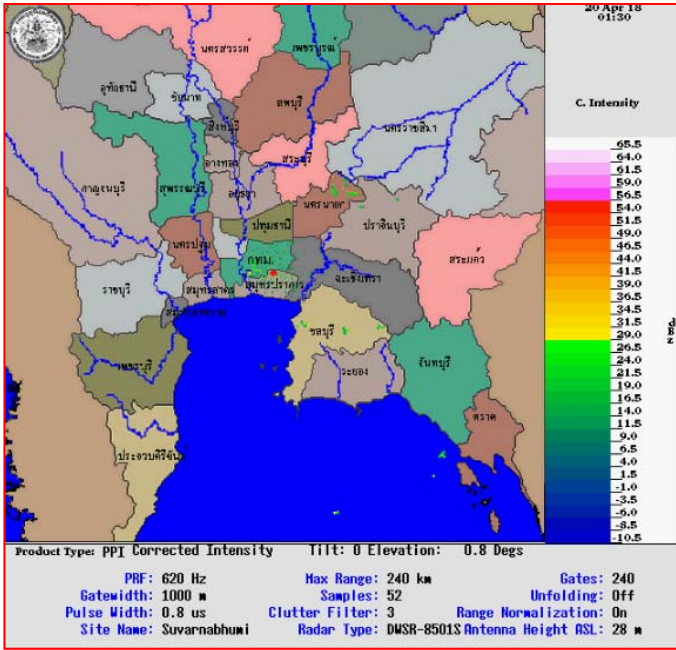 20 Apr 18
01:30
C. Intensity
65.5
64.0
61.5
59.0
56.5
54.0
51.5
49.0
46.5
44.0
41.5
39.0
36.5
34.0
31.5
29.0
26.5
24.0
21.5
19.0
16.5
14.0
11.5
9.0
6.5
4.0
1.5
-1.0
-3.5
-6.0
-8.5
-10.5
นครสวรรค์
เพชรบูรณ์
อุทัยธานี
ชัยนาท
ลพบุรี
สิงห์บุรี
นครราชสีมา
อ่างทอง
สระบุรี
กาญจนบุรี
สุพรรณบุรี
อยุธยา
นครนายก
ปราจีนบุรี
ปทุมธานี
นครปฐม
กทม.
สระแก้ว
ราชบุรี
สมุทรสาคร
สมุทรปราการ
ฉะเชิงเทรา
ชลบุรี
เพชรบุรี
ระยอง
จันทบุรี
ตราด
ประจวบคีรีขันธ์
Product Type: PPI Corrected Intensity Tilt: 0 Elevation: 0.8 Degs
PRF: 620 Hz Max Range: 240 km Gates: 240
Gatewidth: 1000 m Samples: 52 Unfolding: Off
Pulse Width: 0.8 us Clutter Filter: 3 Range Normalization: On
Site Name: Suvarnabhumi Radar Type: DWSR-8501S Antenna Height ASL: 28 m